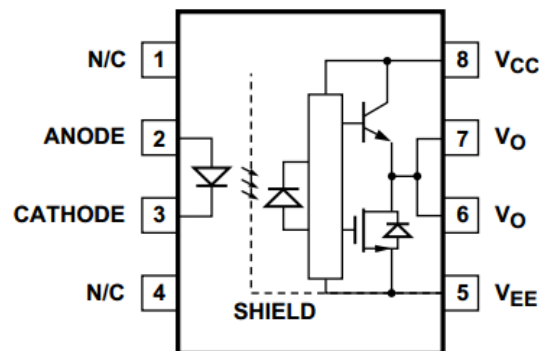 N/C 1 8 VCC
ANODE 2 7 VO
CATHODE 3 6 VO
N/C 4 5 VEE
SHIELD